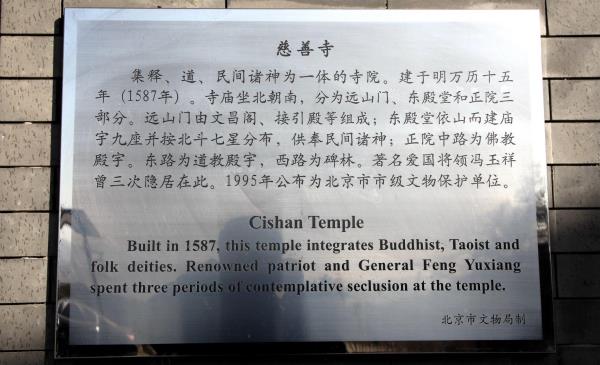 慈善寺
集释、道、民间诸神为一体的寺院。建于明万历十五
年（1587年）。寺庙坐北朝南，分为远山门、东殿堂和正院三
部分。远山门由文昌阁、接引殿等组成；东殿堂依山而建庙
宇九座并按北斗七星分布，供奉民间诸神；正院中路为佛教
殿宇。东路为道教殿宇，西路为碑林。著名爱国将领冯玉祥
曾三次隐居在此。1995年公布为北京市市级文物保护单位。
Cishan Temple
Built in 1587, this temple integrates Buddhist, Taoist and
folk deities. Renowned patriot and General Feng Yuxiang
spent three periods of contemplative seclusion at the temple.
北京市文物局制